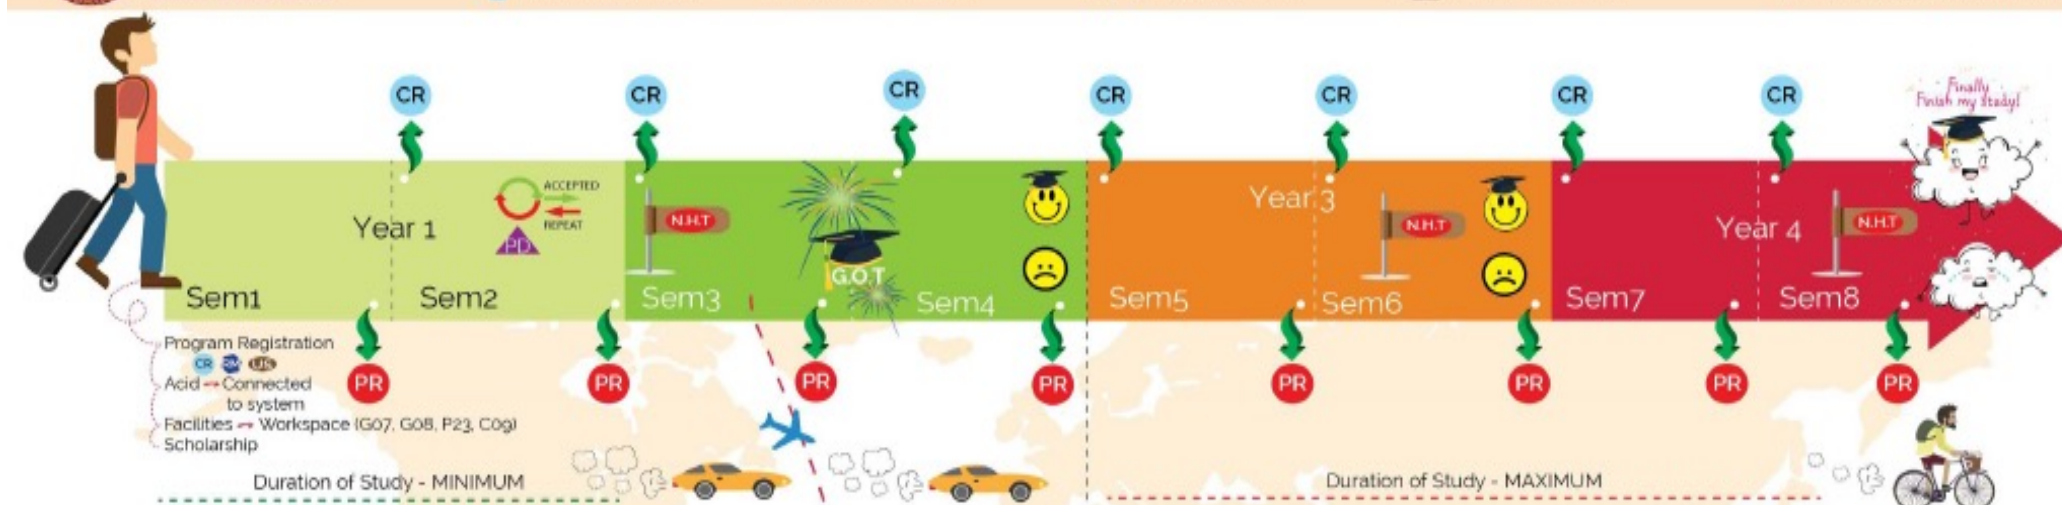 Finally
Finish my study!
CR
CR
CR
CR
CR
CR
CR
ACCEPTED
REPEAT
PD
N.H.T
G.O.T
N.H.T
N.H.T
Year 1
Year 3
Year 4
Sem1
Sem2
Sem3
Sem4
Sem5
Sem6
Sem7
Sem8
PR
PR
PR
PR
PR
PR
PR
PR
Program Registration
CR
Acid Connected
to system
Facilities Workspace (G07, G08, P23, C09)
Scholarship
Duration of Study - MINIMUM
Duration of Study - MAXIMUM